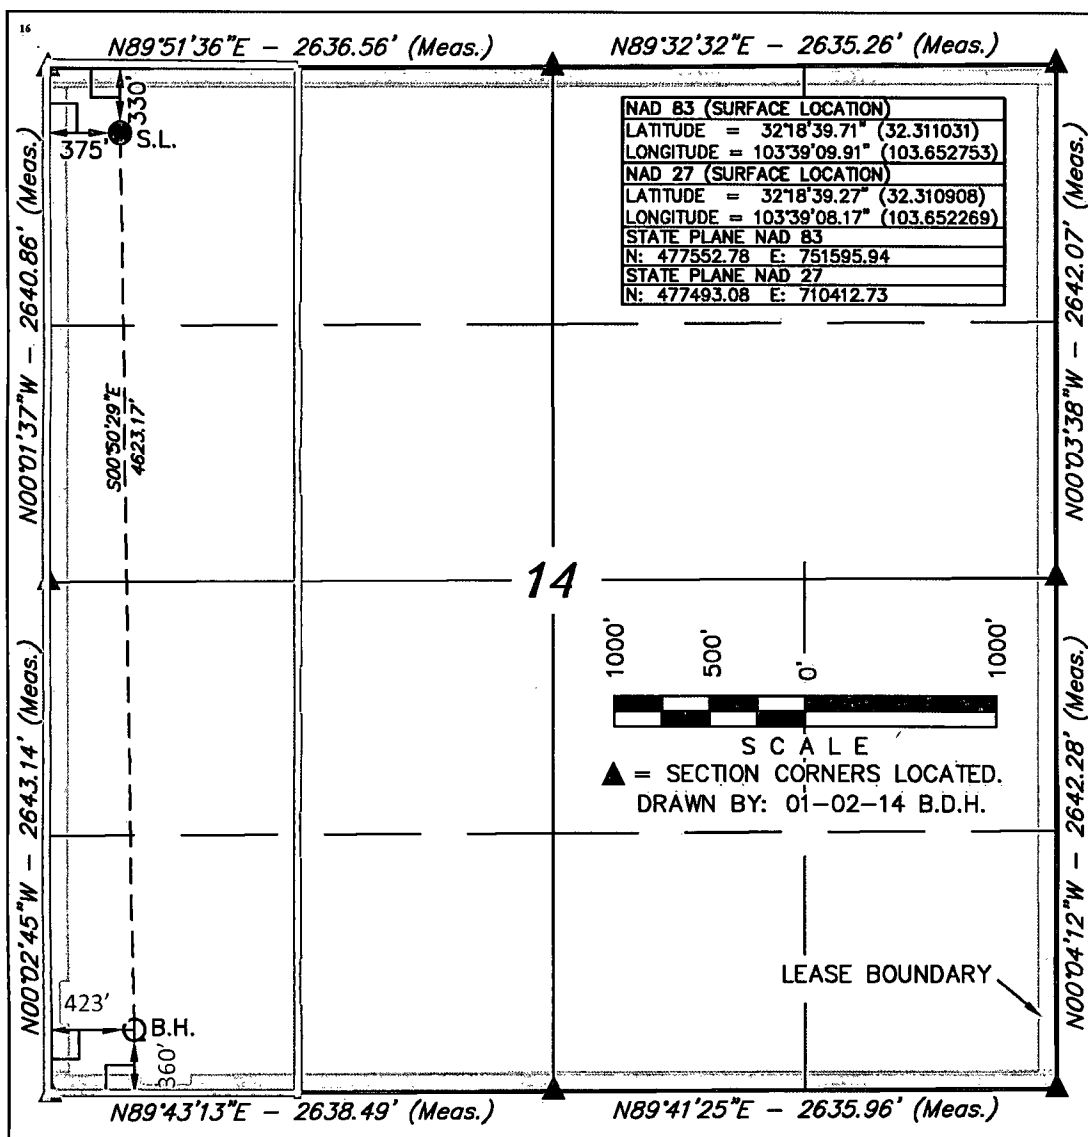 16
N89°51'36"E - 2636.56' (Meas.)
N89°32'32"E - 2635.26' (Meas.)
330'
375'
S.L.
NAD 83 (SURFACE LOCATION)
LATITUDE = 32°18'39.71" (32.311031)
LONGITUDE = 103°39'09.91" (103.652753)
NAD 27 (SURFACE LOCATION)
LATITUDE = 32°18'39.27" (32.310908)
LONGITUDE = 103°39'08.17" (103.652269)
STATE PLANE NAD 83
N: 477552.78 E: 751595.94
STATE PLANE NAD 27
N: 477493.08 E: 710412.73
N00°01'37"W - 2640.86' (Meas.)
N00°03'38"W - 2642.07' (Meas.)
S00°50'29"E
4623.17'
14
1000' 500' 0' 1000'
SCALE
▲ = SECTION CORNERS LOCATED.
DRAWN BY: 01-02-14 B.D.H.
N00°02'45"W - 2643.14' (Meas.)
N00°04'12"W - 2642.28' (Meas.)
LEASE BOUNDARY
423'
B.H.
360'
N89°43'13"E - 2638.49' (Meas.)
N89°41'25"E - 2635.96' (Meas.)